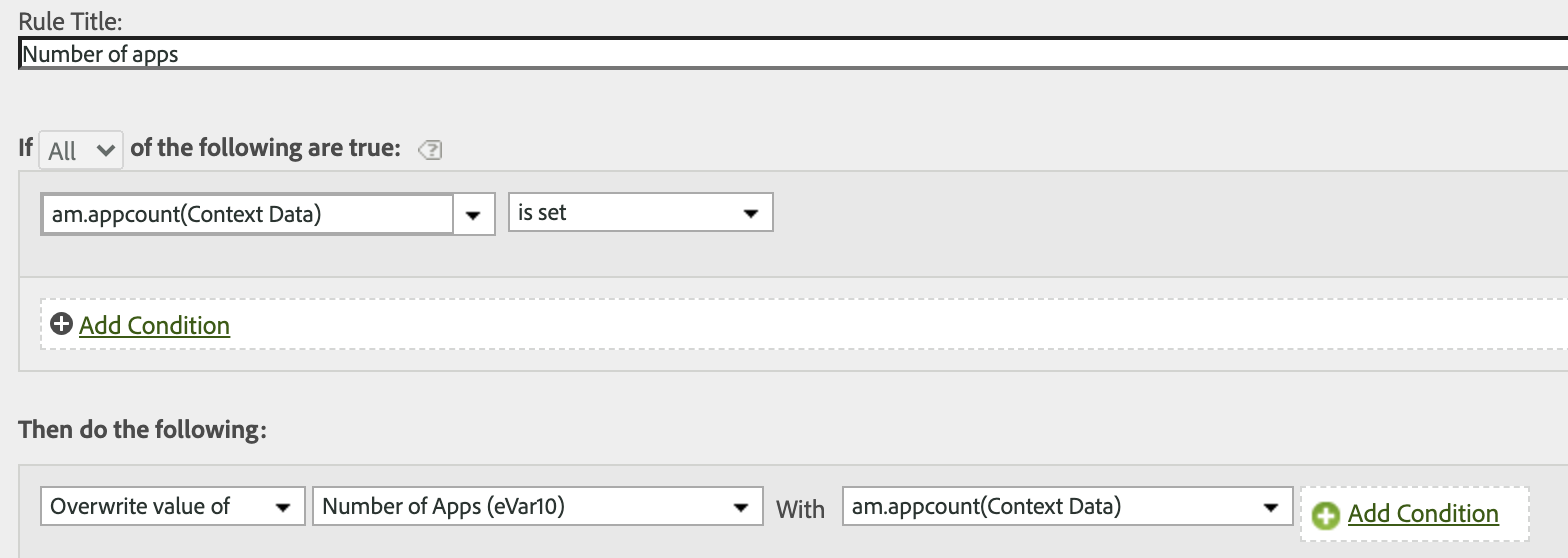 Rule Title:
Number of apps
If All of the following are true: ?
am.appcount(Context Data) is set
Add Condition
Then do the following:
Overwrite value of Number of Apps (eVar10) With am.appcount(Context Data) Add Condition